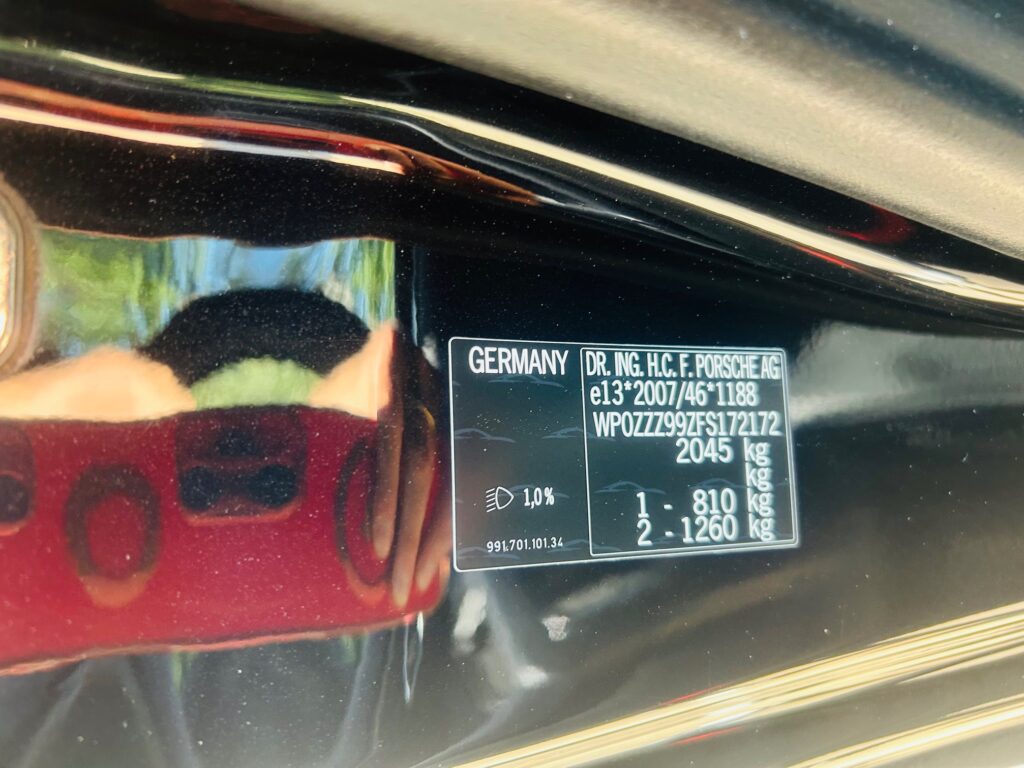 GERMANY
1,0%
991.701.101.34
DR. ING. H.C. F. PORSCHE AG
e13*2007/46*1188
WP0ZZZ99ZFS172172
2045 kg
kg
1 - 810 kg
2 - 1260 kg